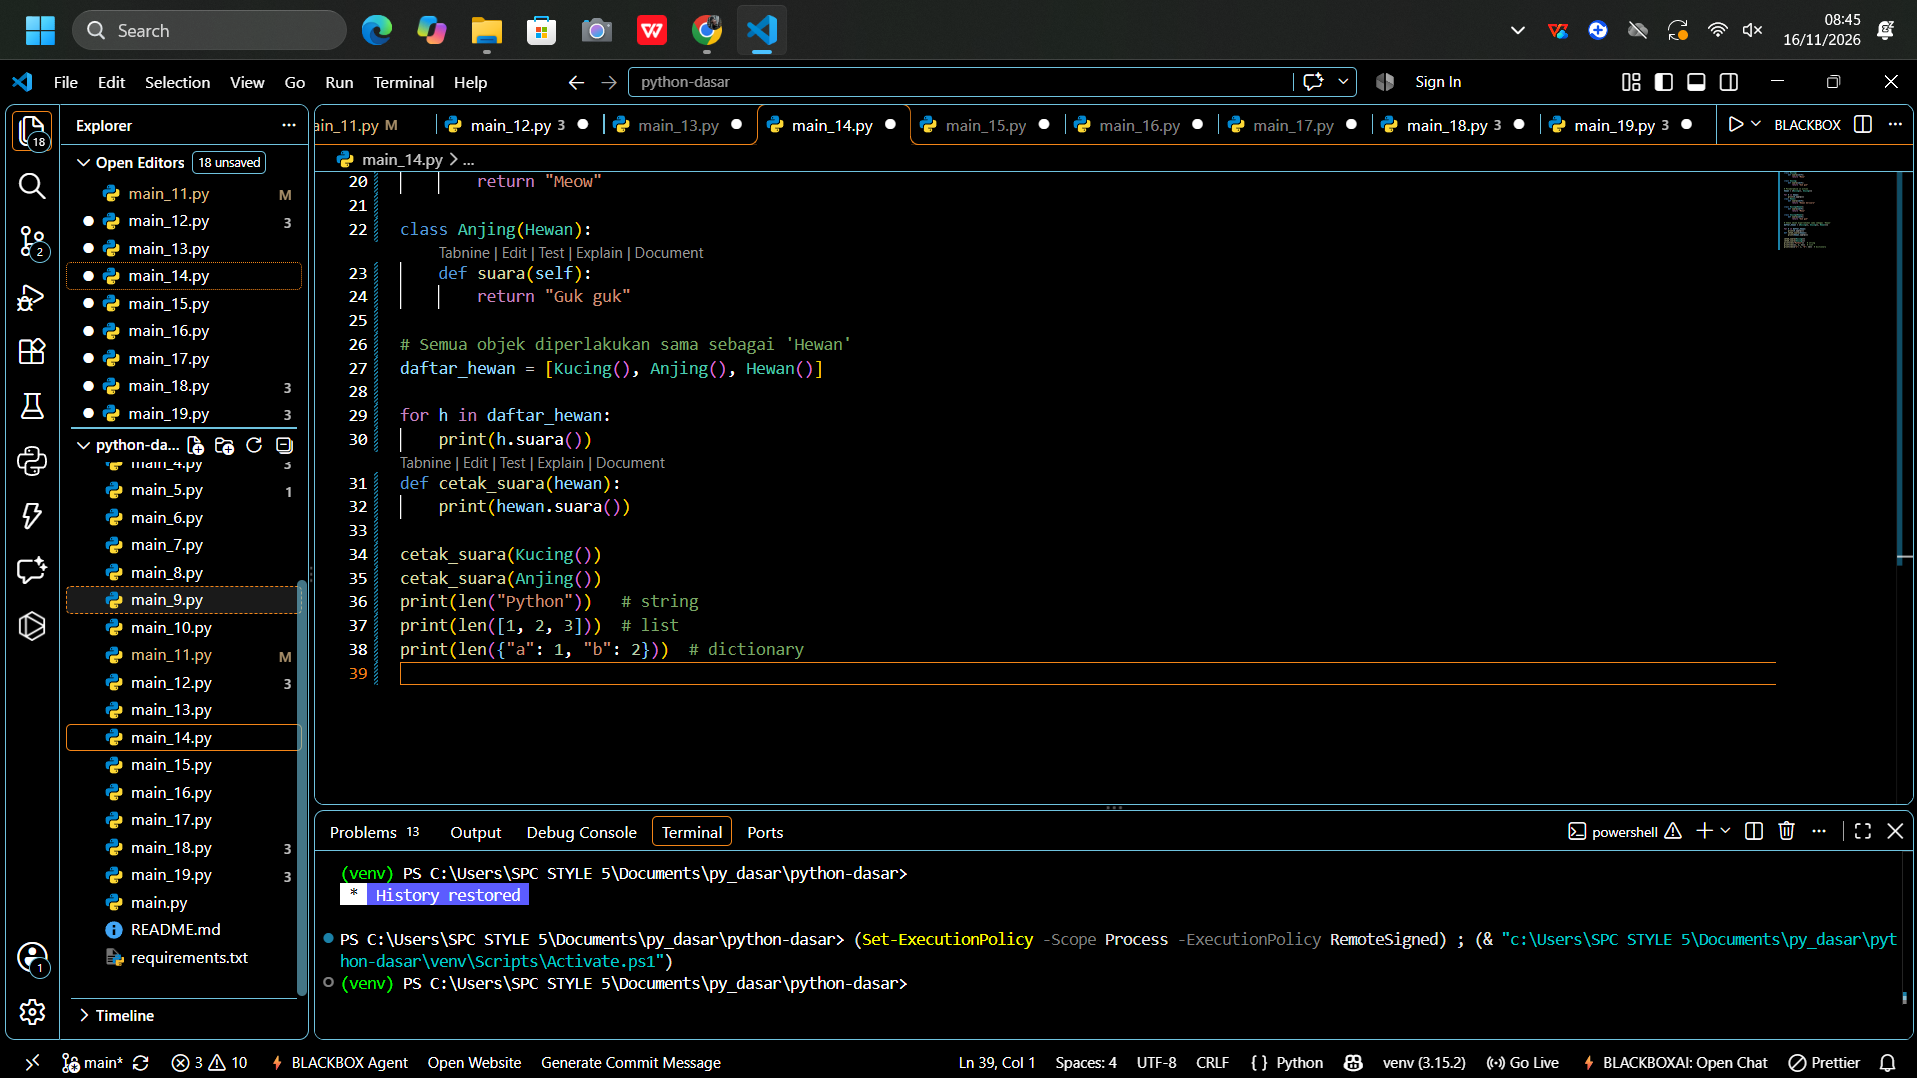 Search
08:45
16/11/2026
File Edit Selection View Go Run Terminal Help
python-dasar
Sign In
Explorer
18
Open Editors 18 unsaved
main_11.py M
main_12.py 3
main_13.py
main_14.py
main_15.py
main_16.py
main_17.py
main_18.py 3
main_19.py 3
python-da...
main_4.py 3
main_5.py 1
main_6.py
main_7.py
main_8.py
main_9.py
main_10.py
main_11.py M
main_12.py 3
main_13.py
main_14.py
main_15.py
main_16.py
main_17.py
main_18.py 3
main_19.py 3
main.py
README.md
requirements.txt
Timeline
2
1
ain_11.py M main_12.py 3 main_13.py main_14.py main_15.py main_16.py main_17.py main_18.py 3 main_19.py 3 BLACKBOX
main_14.py > ...
20 return "Meow"
21
22 class Anjing(Hewan):
Tabnine | Edit | Test | Explain | Document
23 def suara(self):
24 return "Guk guk"
25
26 # Semua objek diperlakukan sama sebagai 'Hewan'
27 daftar_hewan = [Kucing(), Anjing(), Hewan()]
28
29 for h in daftar_hewan:
30 print(h.suara())
Tabnine | Edit | Test | Explain | Document
31 def cetak_suara(hewan):
32 print(hewan.suara())
33
34 cetak_suara(Kucing())
35 cetak_suara(Anjing())
36 print(len("Python")) # string
37 print(len([1, 2, 3])) # list
38 print(len({"a": 1, "b": 2})) # dictionary
39
Problems 13 Output Debug Console Terminal Ports
powershell
(venv) PS C:\Users\SPC STYLE 5\Documents\py_dasar\python-dasar>
* History restored
PS C:\Users\SPC STYLE 5\Documents\py_dasar\python-dasar> (Set-ExecutionPolicy -Scope Process -ExecutionPolicy RemoteSigned) ; (& "c:\Users\SPC STYLE 5\Documents\py_dasar\pyt
hon-dasar\venv\Scripts\Activate.ps1")
(venv) PS C:\Users\SPC STYLE 5\Documents\py_dasar\python-dasar>
main* 3 10 BLACKBOX Agent Open Website Generate Commit Message Ln 39, Col 1 Spaces: 4 UTF-8 CRLF { } Python venv (3.15.2) Go Live BLACKBOXAI: Open Chat Prettier